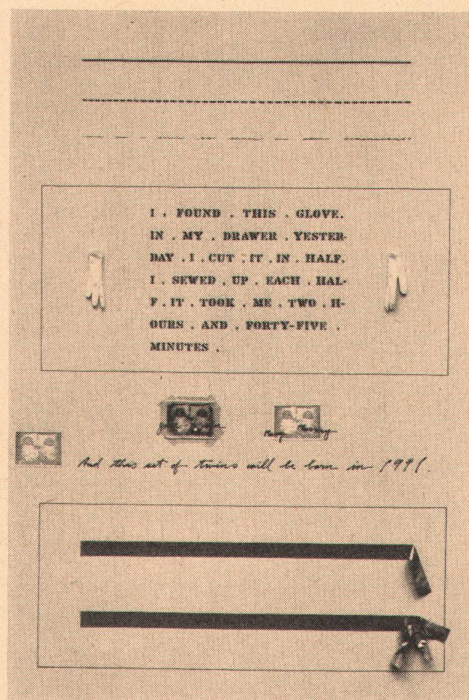 I . FOUND . THIS . GLOVE.
IN . MY . DRAWER . YESTER-
DAY . I . CUT . IT . IN . HALF.
I . SEWED . UP . EACH . HAL-
F . IT . TOOK . ME . TWO . H-
OURS . AND . FORTY-FIVE .
MINUTES .
And this set of twins will be born in 1991.